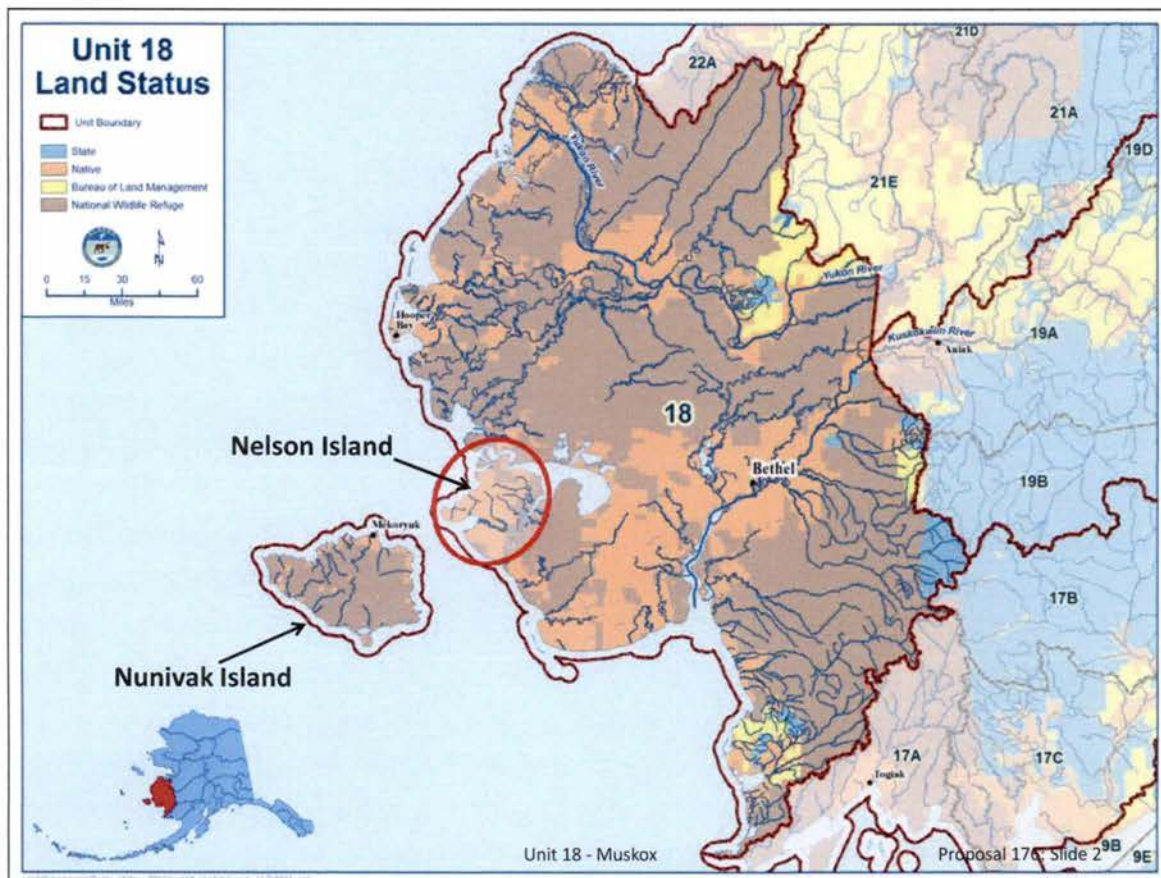 Unit 18
Land Status
Unit Boundary
State
Native
Bureau of Land Management
National Wildlife Refuge
N
0 15 30 60
Miles
21D
22A
21A
19D
21E
Yukon River
Yukon River
Kuskokwim River
19A
Aniak
Hooper
Bay
18
Nelson Island
Bethel
19B
Mekoryuk
17B
Nunivak Island
17A
17C
Togiak
Unit 18 - Muskox
Proposal 176: Slide 2
9B
9E